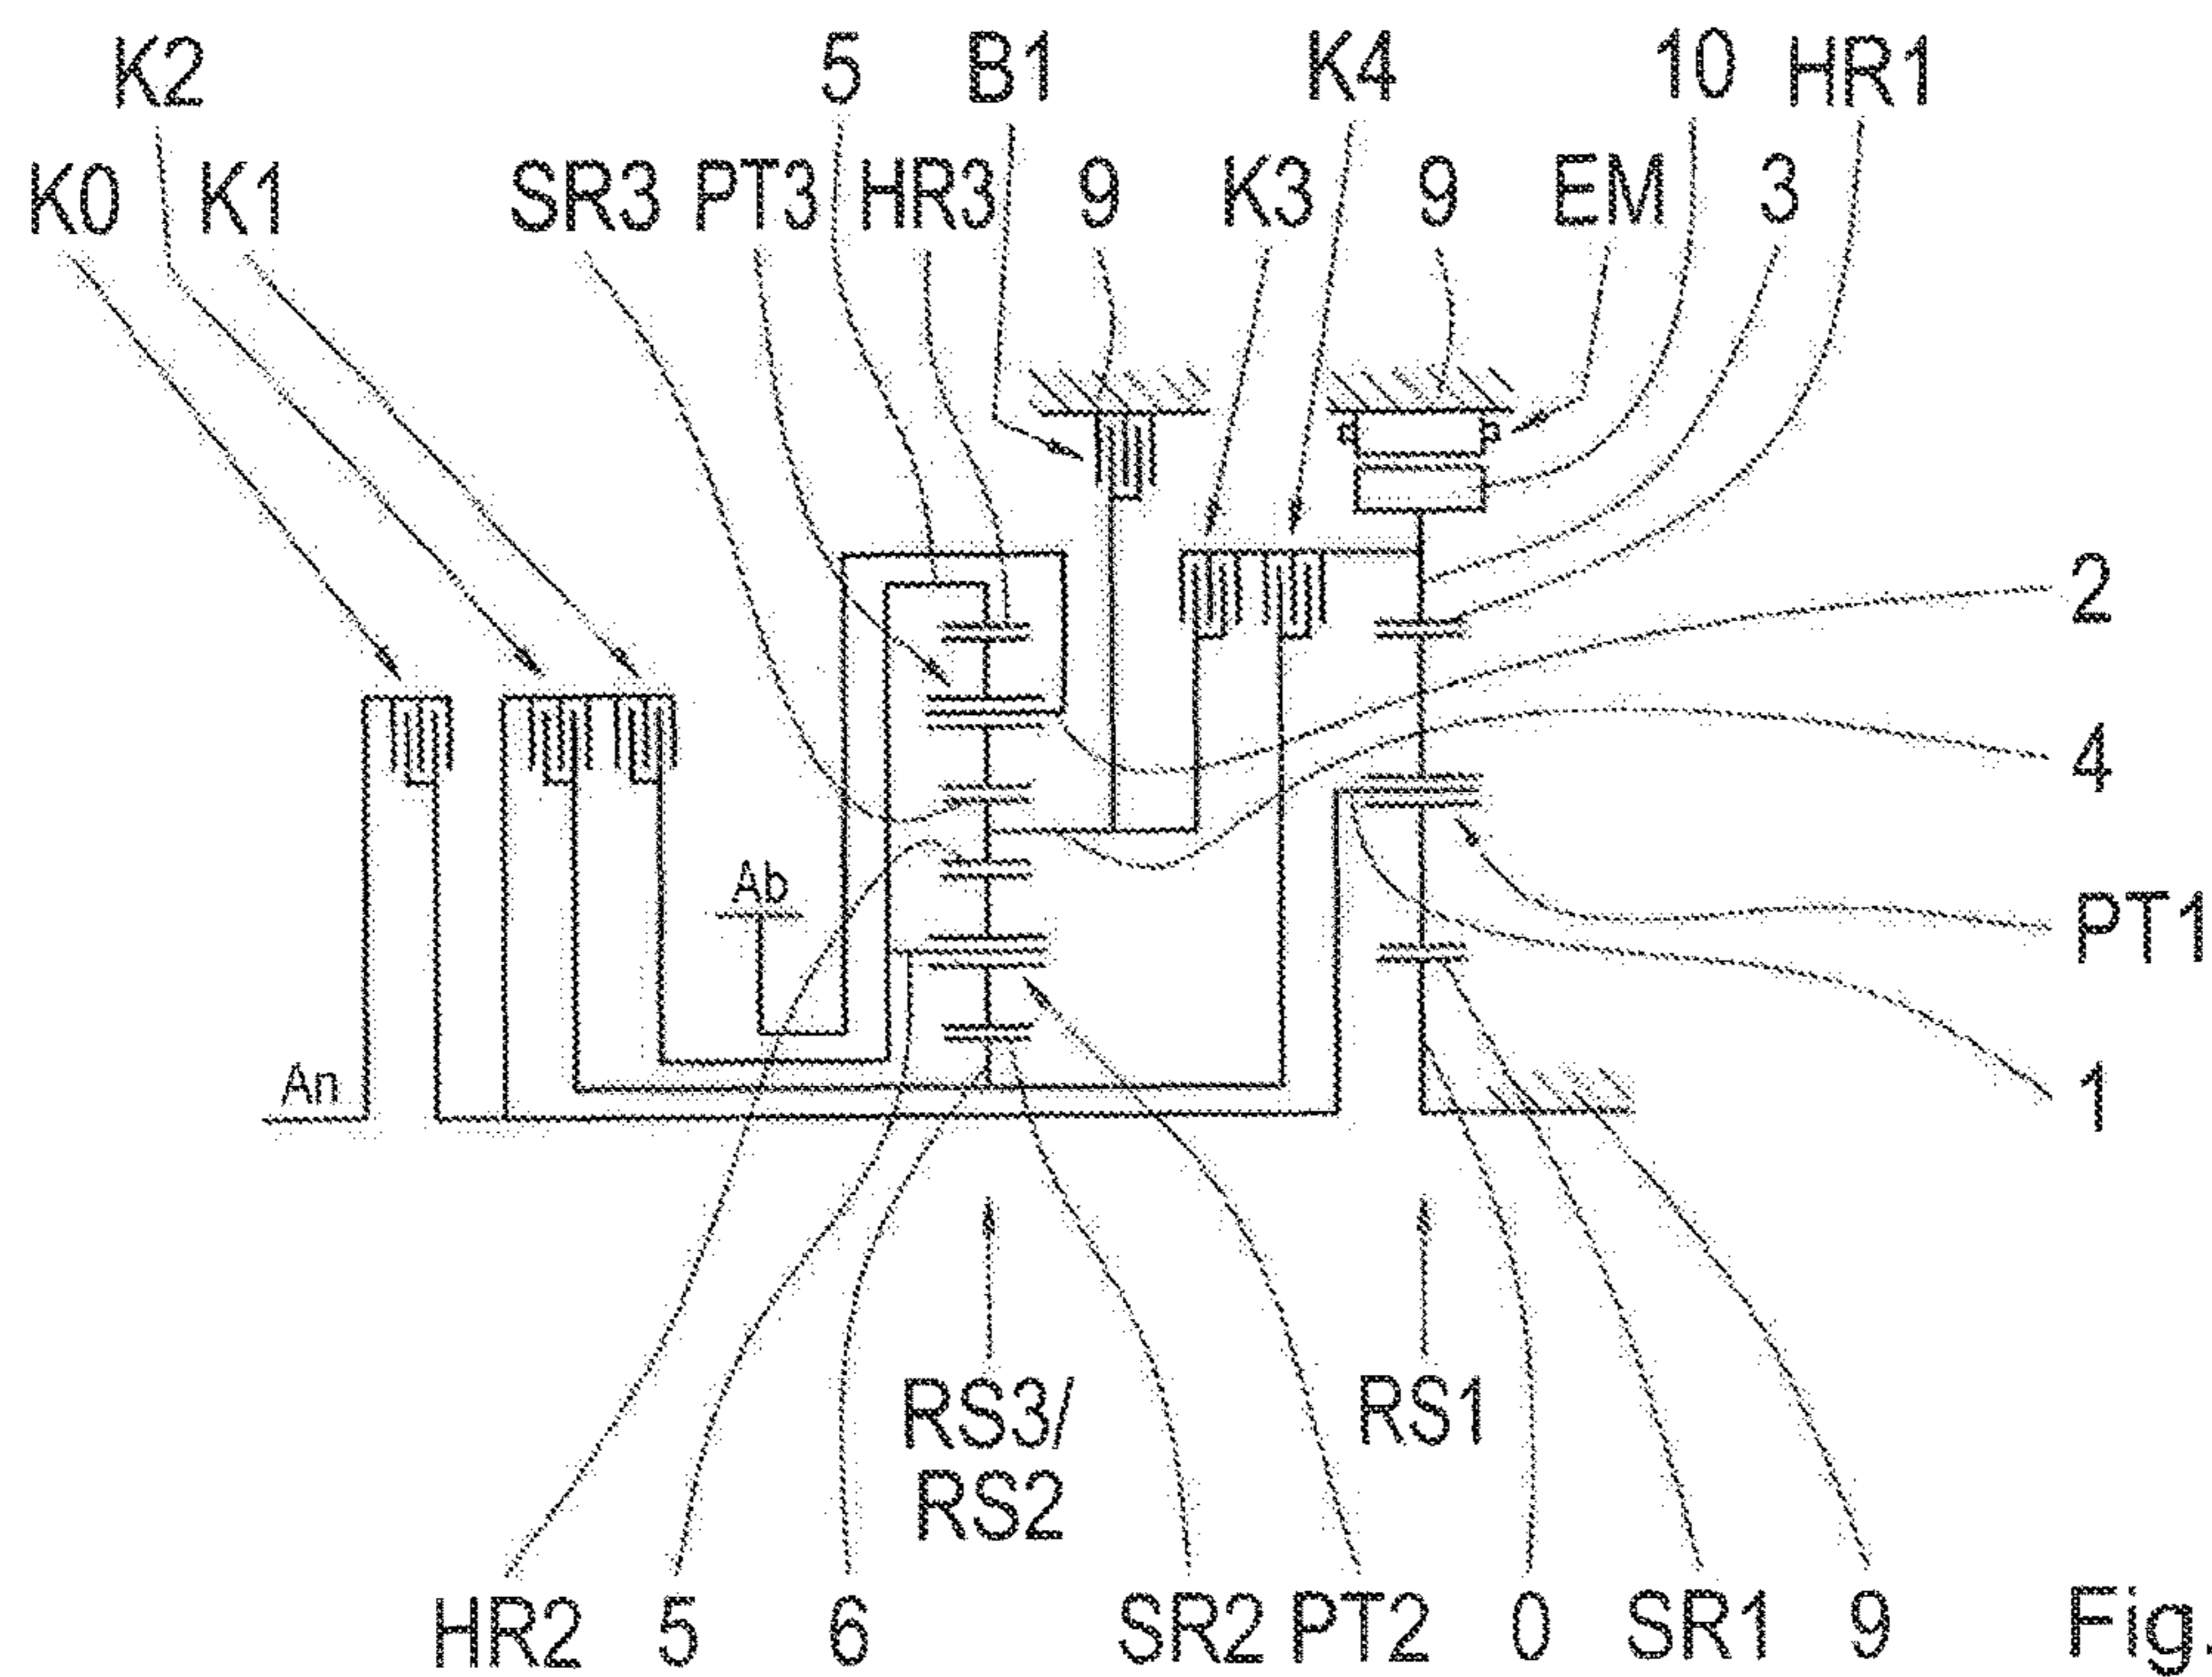 K2 5 B1 K4 10 HR1
K0 K1 SR3 PT3 HR3 9 K3 9 EM 3
2
4
Ab
PT1
An
1
RS3/ RS1
RS2
HR2 5 6 SR2 PT2 0 SR1 9 Fig.